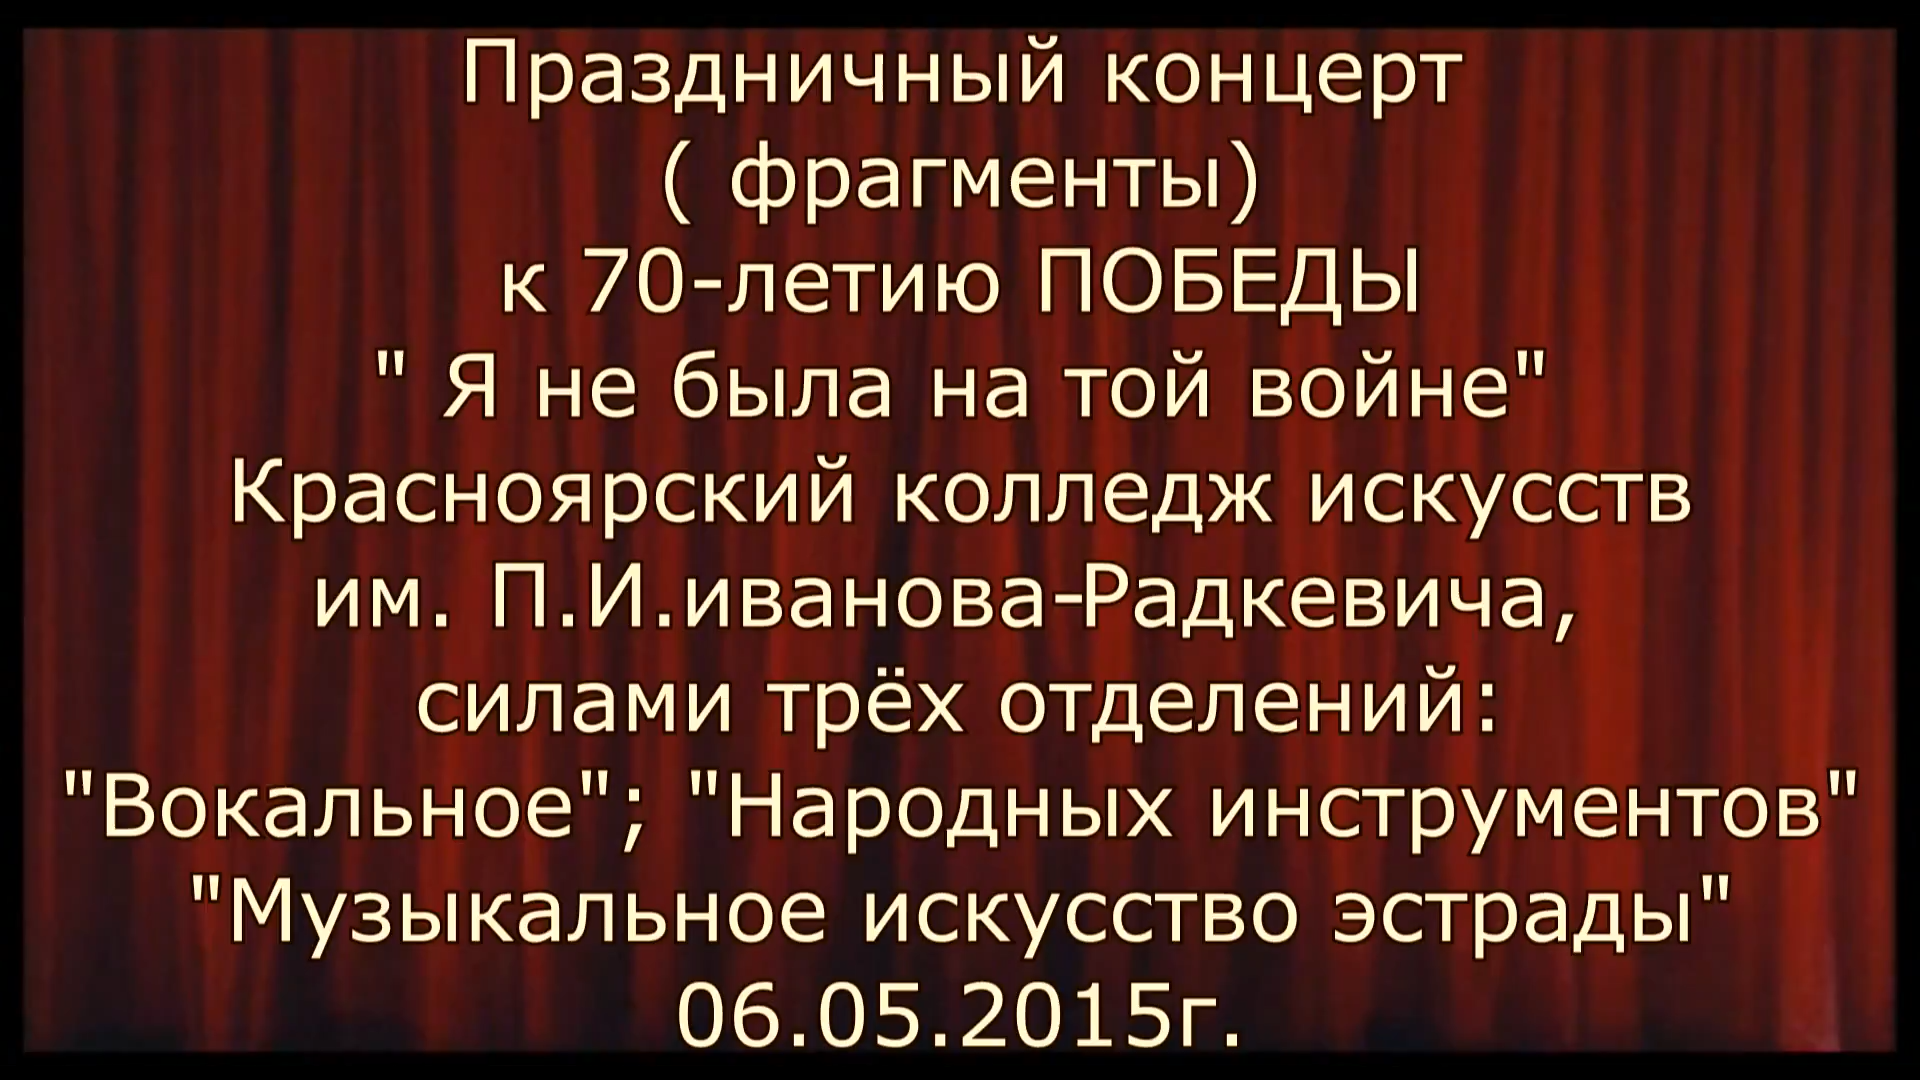 Праздничный концерт
( фрагменты)
к 70-летию ПОБЕДЫ
" Я не была на той войне"
Красноярский колледж искусств
им. П.И.иванова-Радкевича,
силами трёх отделений:
"Вокальное"; "Народных инструментов"
"Музыкальное искусство эстрады"
06.05.2015г.